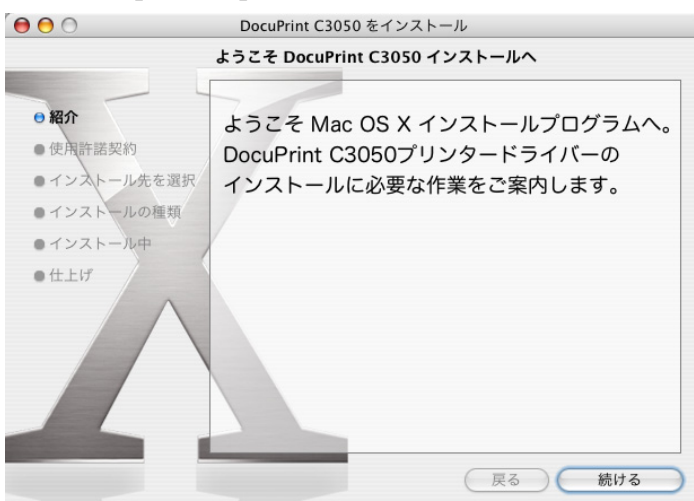 DocuPrint C3050 をインストール
ようこそ DocuPrint C3050 インストールへ
紹介
使用許諾契約
インストール先を選択
インストールの種類
インストール中
仕上げ
ようこそ Mac OS X インストールプログラムへ。
DocuPrint C3050プリンタードライバーの
インストールに必要な作業をご案内します。
戻る
続ける